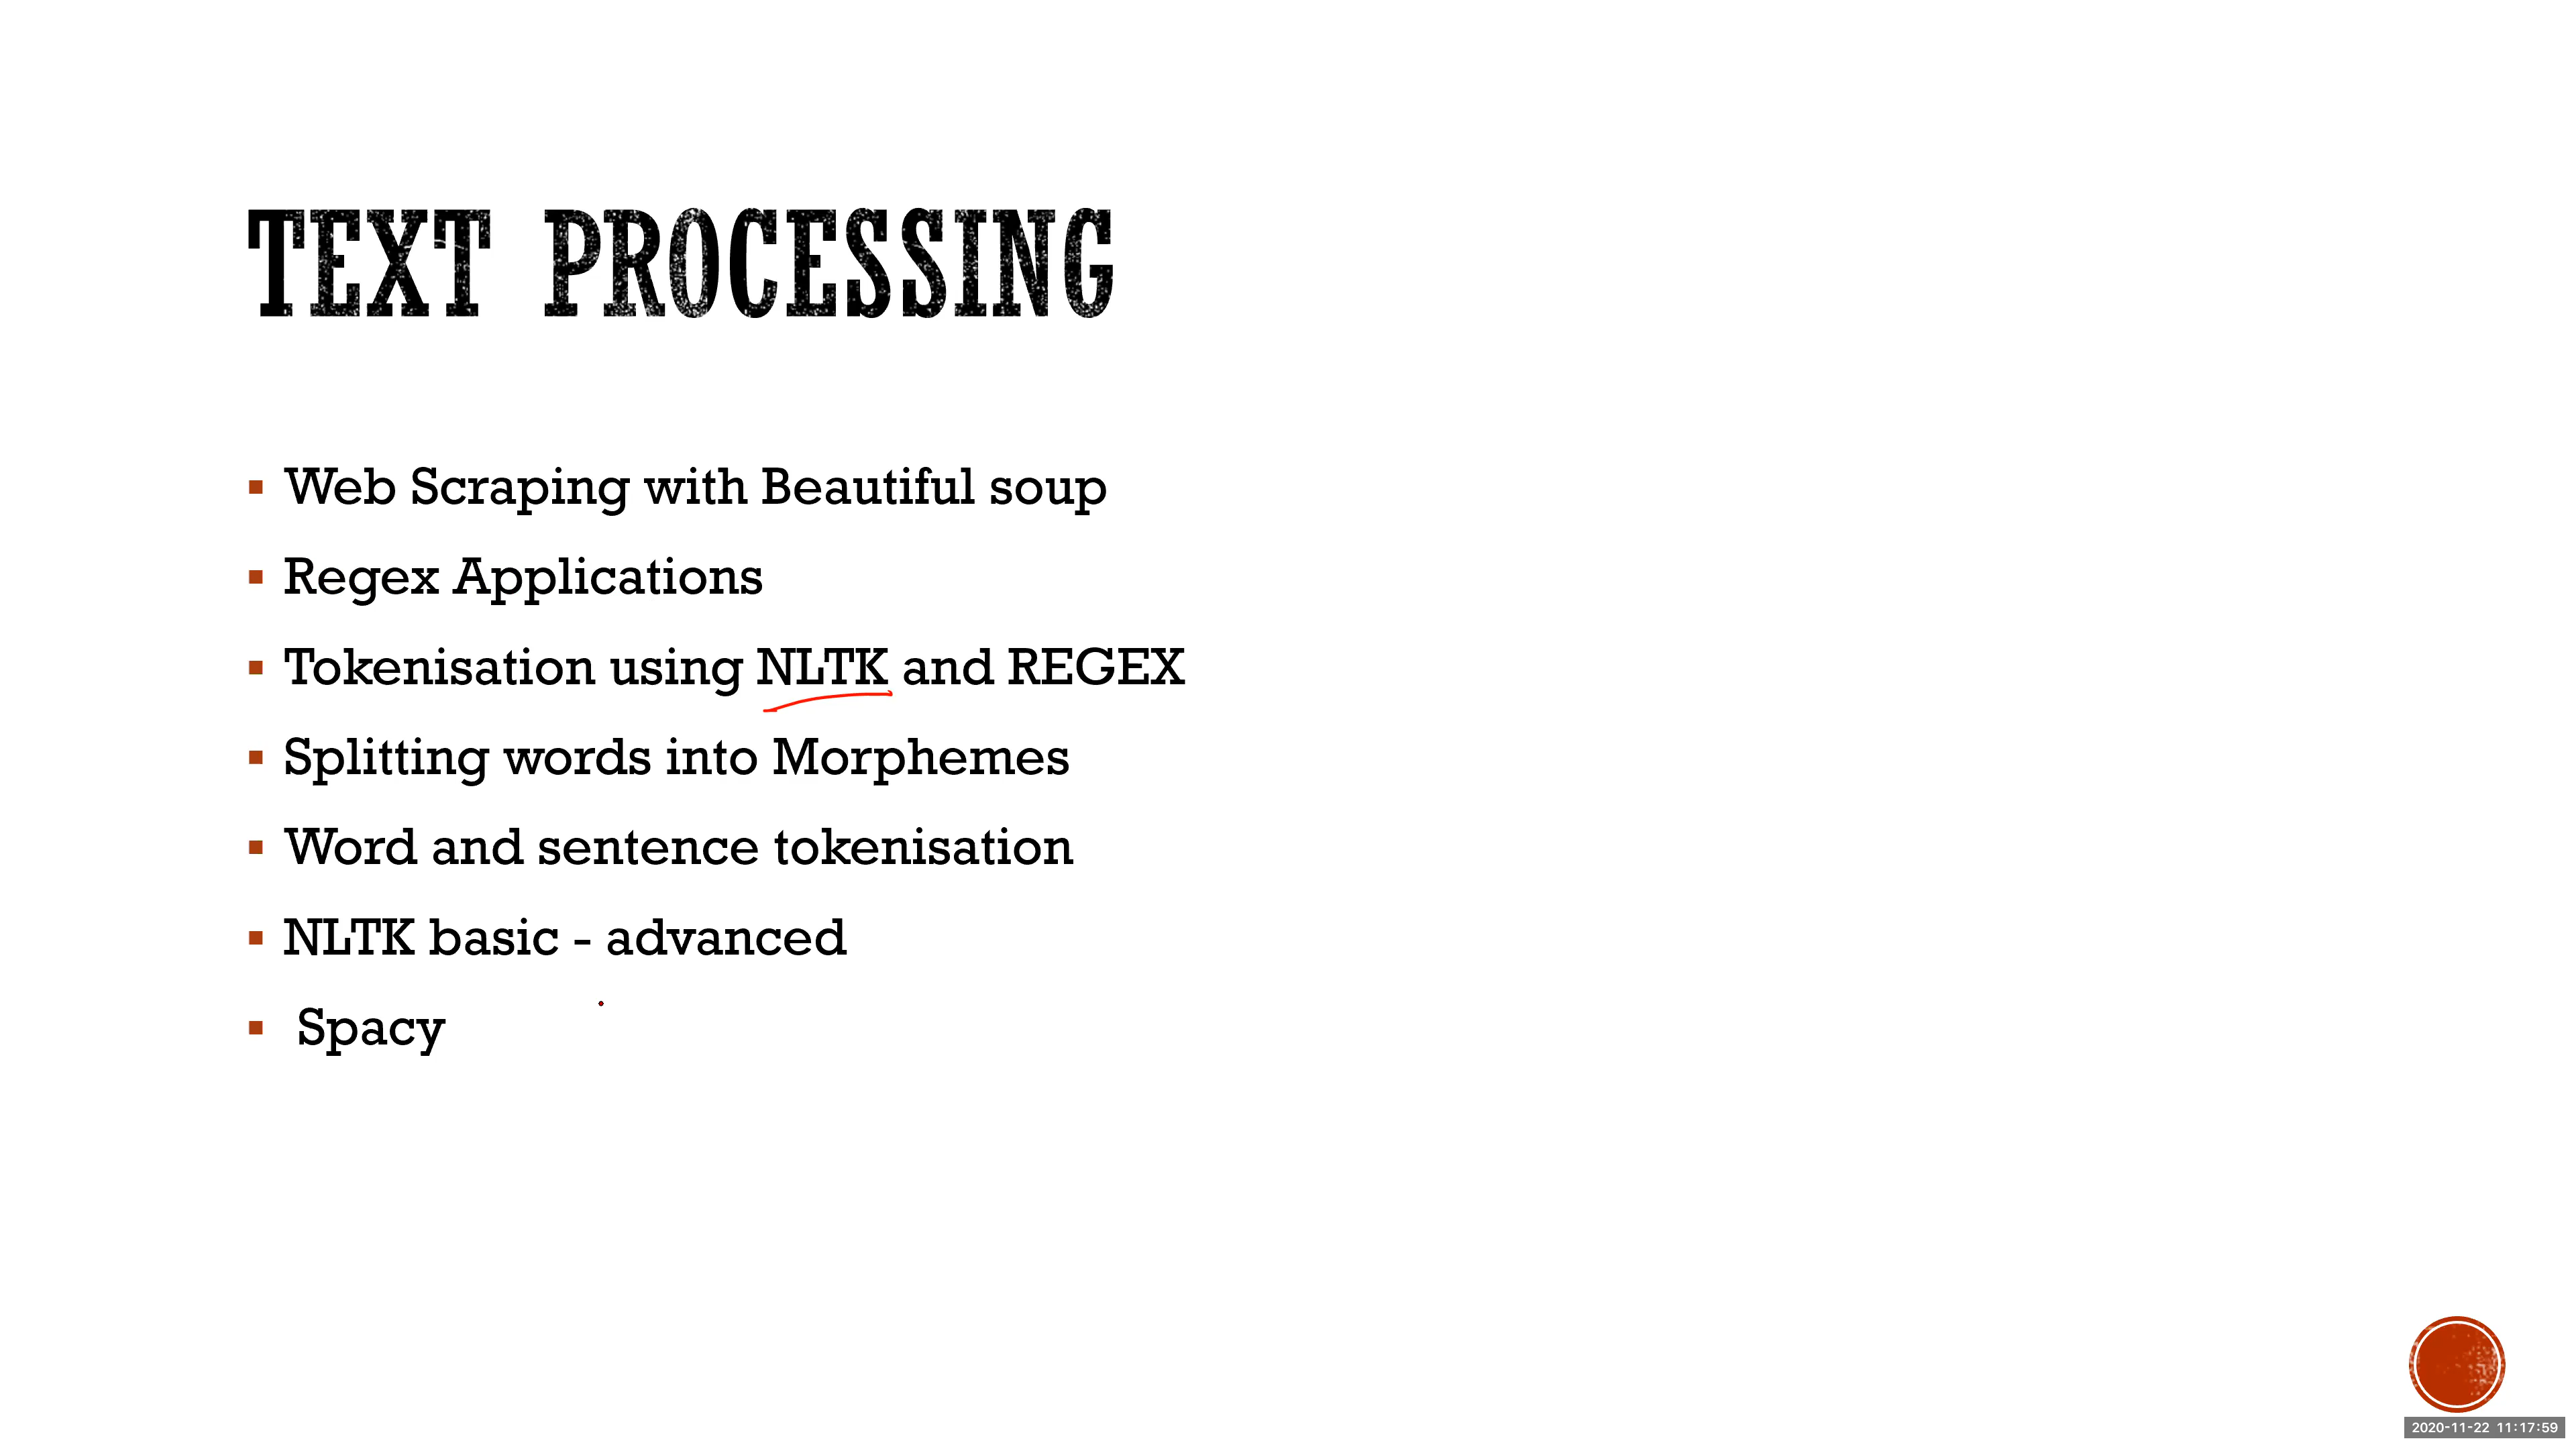 TEXT PROCESSING
Web Scraping with Beautiful soup
Regex Applications
Tokenisation using NLTK and REGEX
Splitting words into Morphemes
Word and sentence tokenisation
NLTK basic - advanced
Spacy
2020-11-22 11:17:59